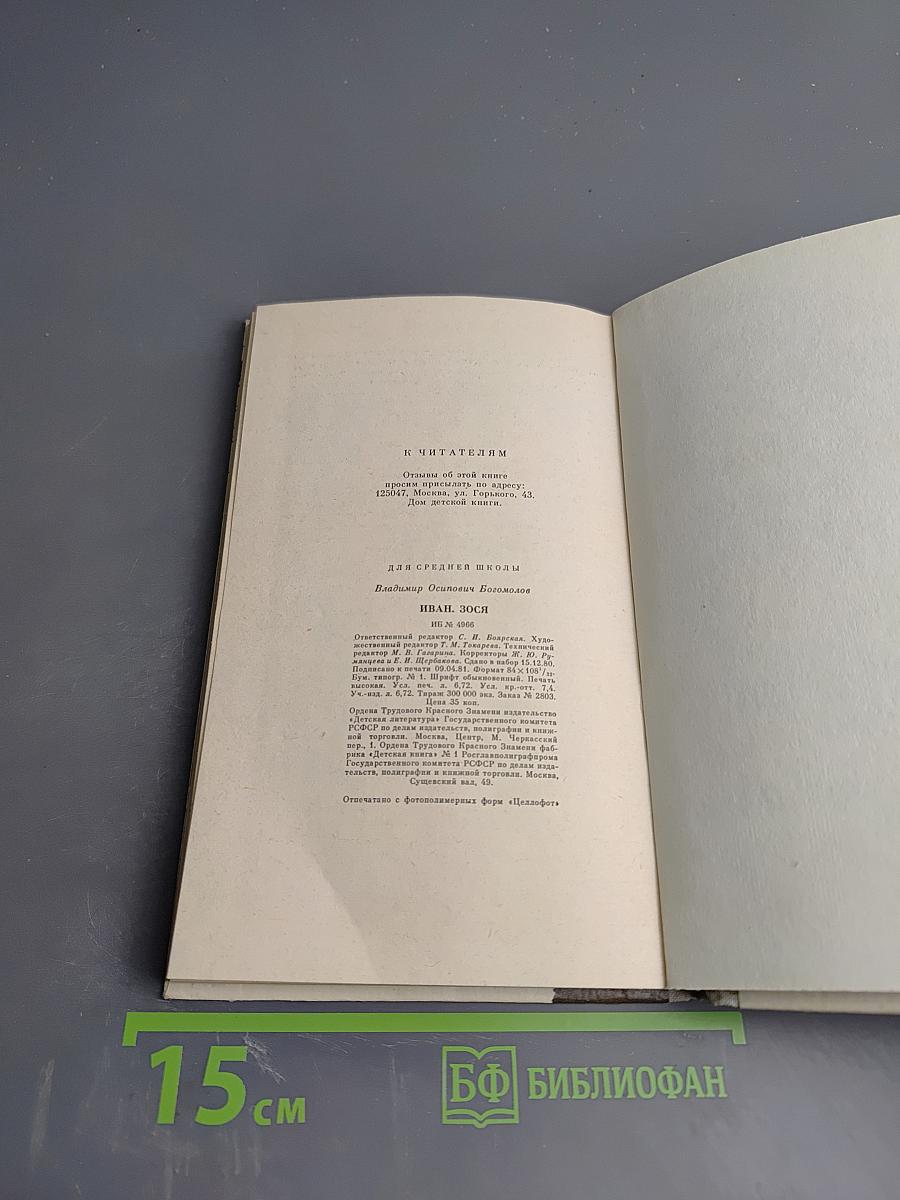 К ЧИТАТЕЛЯМ
Отзывы об этой книге
просим присылать по адресу:
125047, Москва, ул. Горького, 43.
Дом детской книги.
ДЛЯ СРЕДНЕЙ ШКОЛЫ
Владимир Осипович Богомолов
ИВАН. ЗОСЯ
ИБ № 4966
Ответственный редактор С. И. Боярская. Худо-
жественный редактор Т. М. Токарева. Технический
редактор М. В. Гагарина. Корректоры Ж. Ю. Ру-
мянцева и Е. И. Щербакова. Сдано в набор 15.12.80.
Подписано к печати 09.04.81. Формат 84×108¹/₃₂.
Бум. типогр. № 1. Шрифт обыкновенный. Печать
высокая. Усл. печ. л. 6,72. Усл. кр.-отт. 7,4.
Уч.-изд. л. 6,72. Тираж 300 000 экз. Заказ № 2803.
Цена 35 коп.
Ордена Трудового Красного Знамени издательство
«Детская литература» Государственного комитета
РСФСР по делам издательств, полиграфии и книж-
ной торговли. Москва, Центр, М. Черкасский
пер., 1. Ордена Трудового Красного Знамени фаб-
рика «Детская книга» № 1 Росглавполиграфпрома
Государственного комитета РСФСР по делам изда-
тельств, полиграфии и книжной торговли. Москва,
Сущевский вал, 49.
Отпечатано с фотополимерных форм «Целлофот»
15 см
БФ БИБЛИОФАН